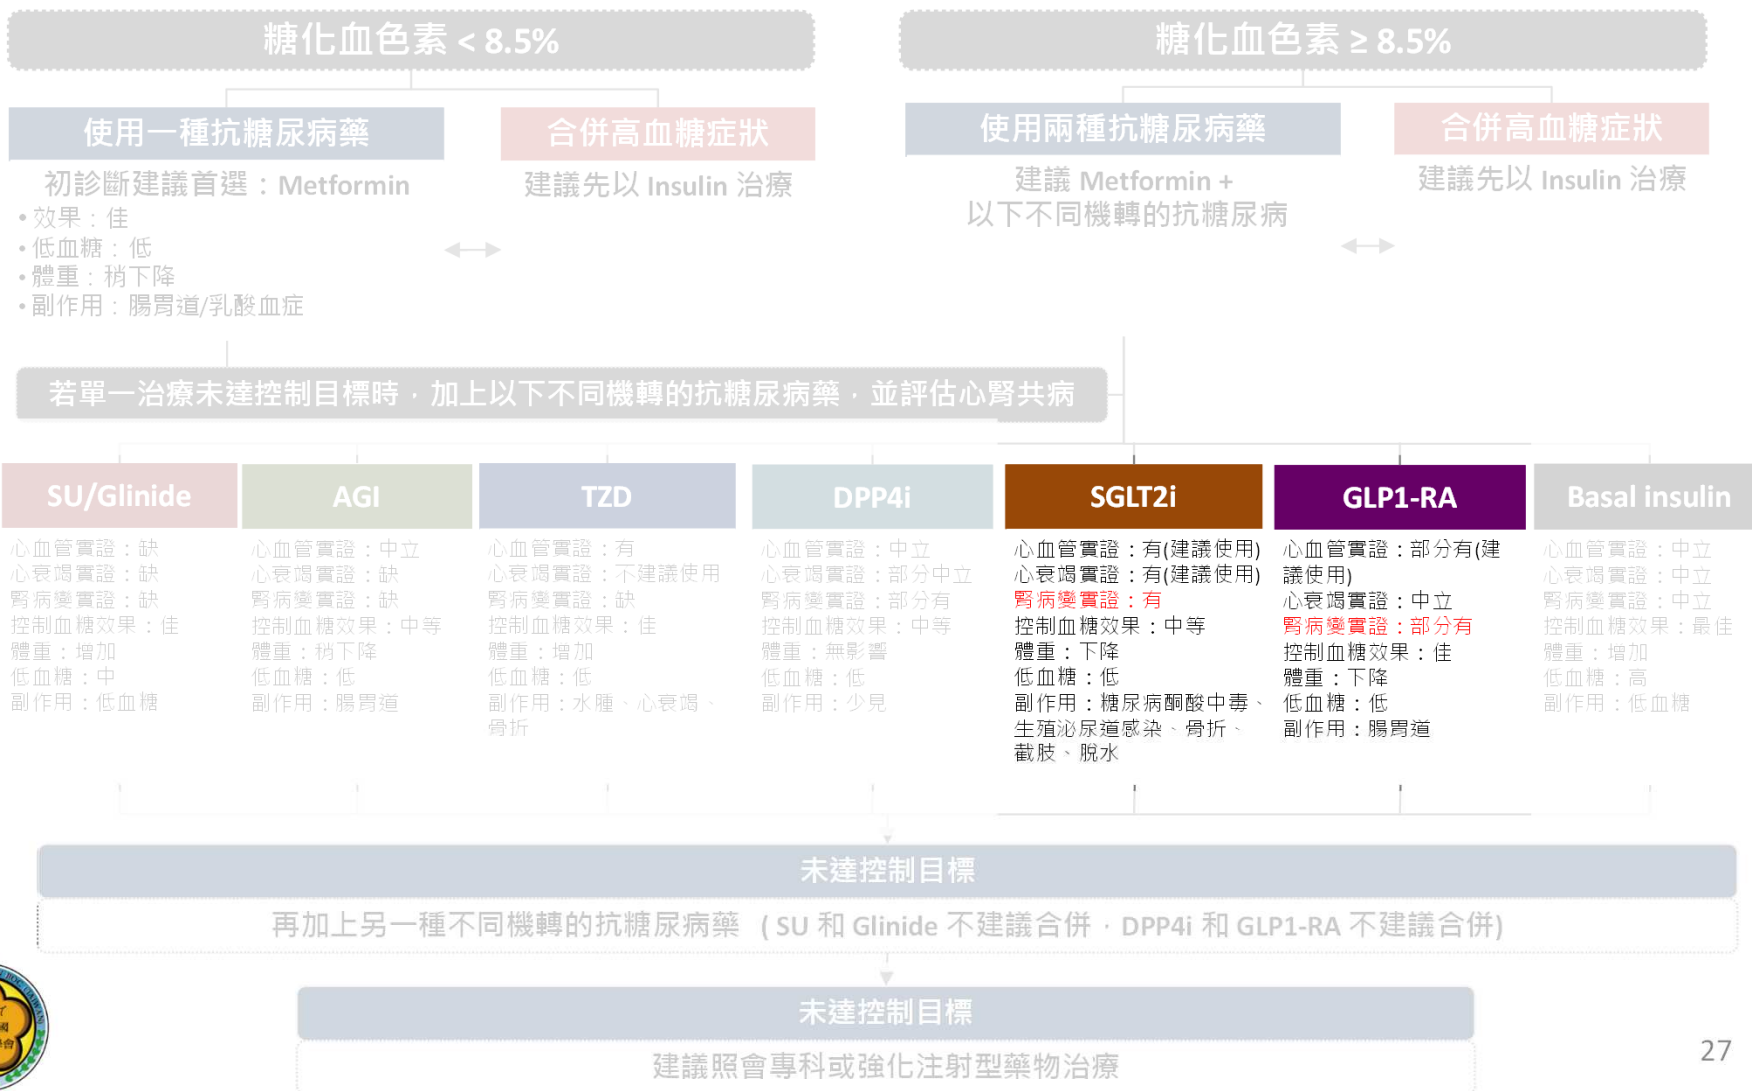 糖化血色素 < 8.5%
糖化血色素 ≥ 8.5%
使用一種抗糖尿病藥
合併高血糖症狀
使用兩種抗糖尿病藥
合併高血糖症狀
初診斷建議首選：Metformin
• 效果：佳
• 低血糖：低
• 體重：稍下降
• 副作用：腸胃道/乳酸血症
建議先以 Insulin 治療
建議 Metformin +
以下不同機轉的抗糖尿病
建議先以 Insulin 治療
若單一治療未達控制目標時，加上以下不同機轉的抗糖尿病藥，並評估心腎共病
SU/Glinide
心血管實證：缺
心衰竭實證：缺
腎病變實證：缺
控制血糖效果：佳
體重：增加
低血糖：中
副作用：低血糖
AGI
心血管實證：中立
心衰竭實證：缺
腎病變實證：缺
控制血糖效果：中等
體重：稍下降
低血糖：低
副作用：腸胃道
TZD
心血管實證：有
心衰竭實證：不建議使用
腎病變實證：缺
控制血糖效果：佳
體重：增加
低血糖：低
副作用：水腫、心衰竭、
骨折
DPP4i
心血管實證：中立
心衰竭實證：部分中立
腎病變實證：部分有
控制血糖效果：中等
體重：無影響
低血糖：低
副作用：少見
SGLT2i
心血管實證：有(建議使用)
心衰竭實證：有(建議使用)
腎病變實證：有
控制血糖效果：中等
體重：下降
低血糖：低
副作用：糖尿病酮酸中毒、
生殖泌尿道感染、骨折、
截肢、脫水
GLP1-RA
心血管實證：部分有(建
議使用)
心衰竭實證：中立
腎病變實證：部分有
控制血糖效果：佳
體重：下降
低血糖：低
副作用：腸胃道
Basal insulin
心血管實證：中立
心衰竭實證：中立
腎病變實證：中立
控制血糖效果：最佳
體重：增加
低血糖：高
副作用：低血糖
未達控制目標
再加上另一種不同機轉的抗糖尿病藥 ( SU 和 Glinide 不建議合併，DPP4i 和 GLP1-RA 不建議合併)
未達控制目標
建議照會專科或強化注射型藥物治療
27